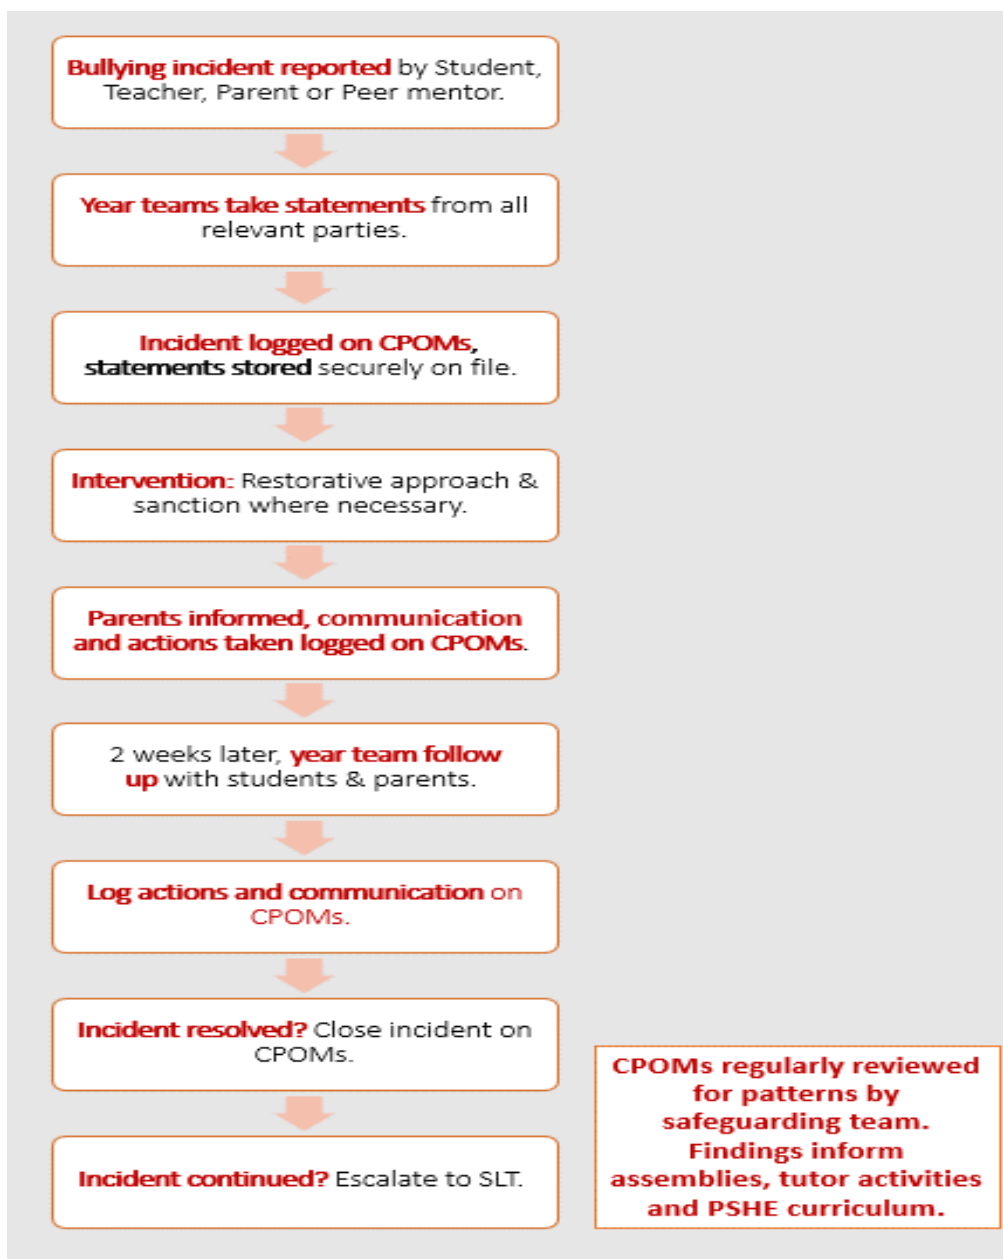 Bullying incident reported by Student,
Teacher, Parent or Peer mentor.
Year teams take statements from all
relevant parties.
Incident logged on CPOMs,
statements stored securely on file.
Intervention: Restorative approach &
sanction where necessary.
Parents informed, communication
and actions taken logged on CPOMs.
2 weeks later, year team follow
up with students & parents.
Log actions and communication on
CPOMs.
Incident resolved? Close incident on
CPOMs.
Incident continued? Escalate to SLT.
CPOMs regularly reviewed
for patterns by
safeguarding team.
Findings inform
assemblies, tutor activities
and PSHE curriculum.